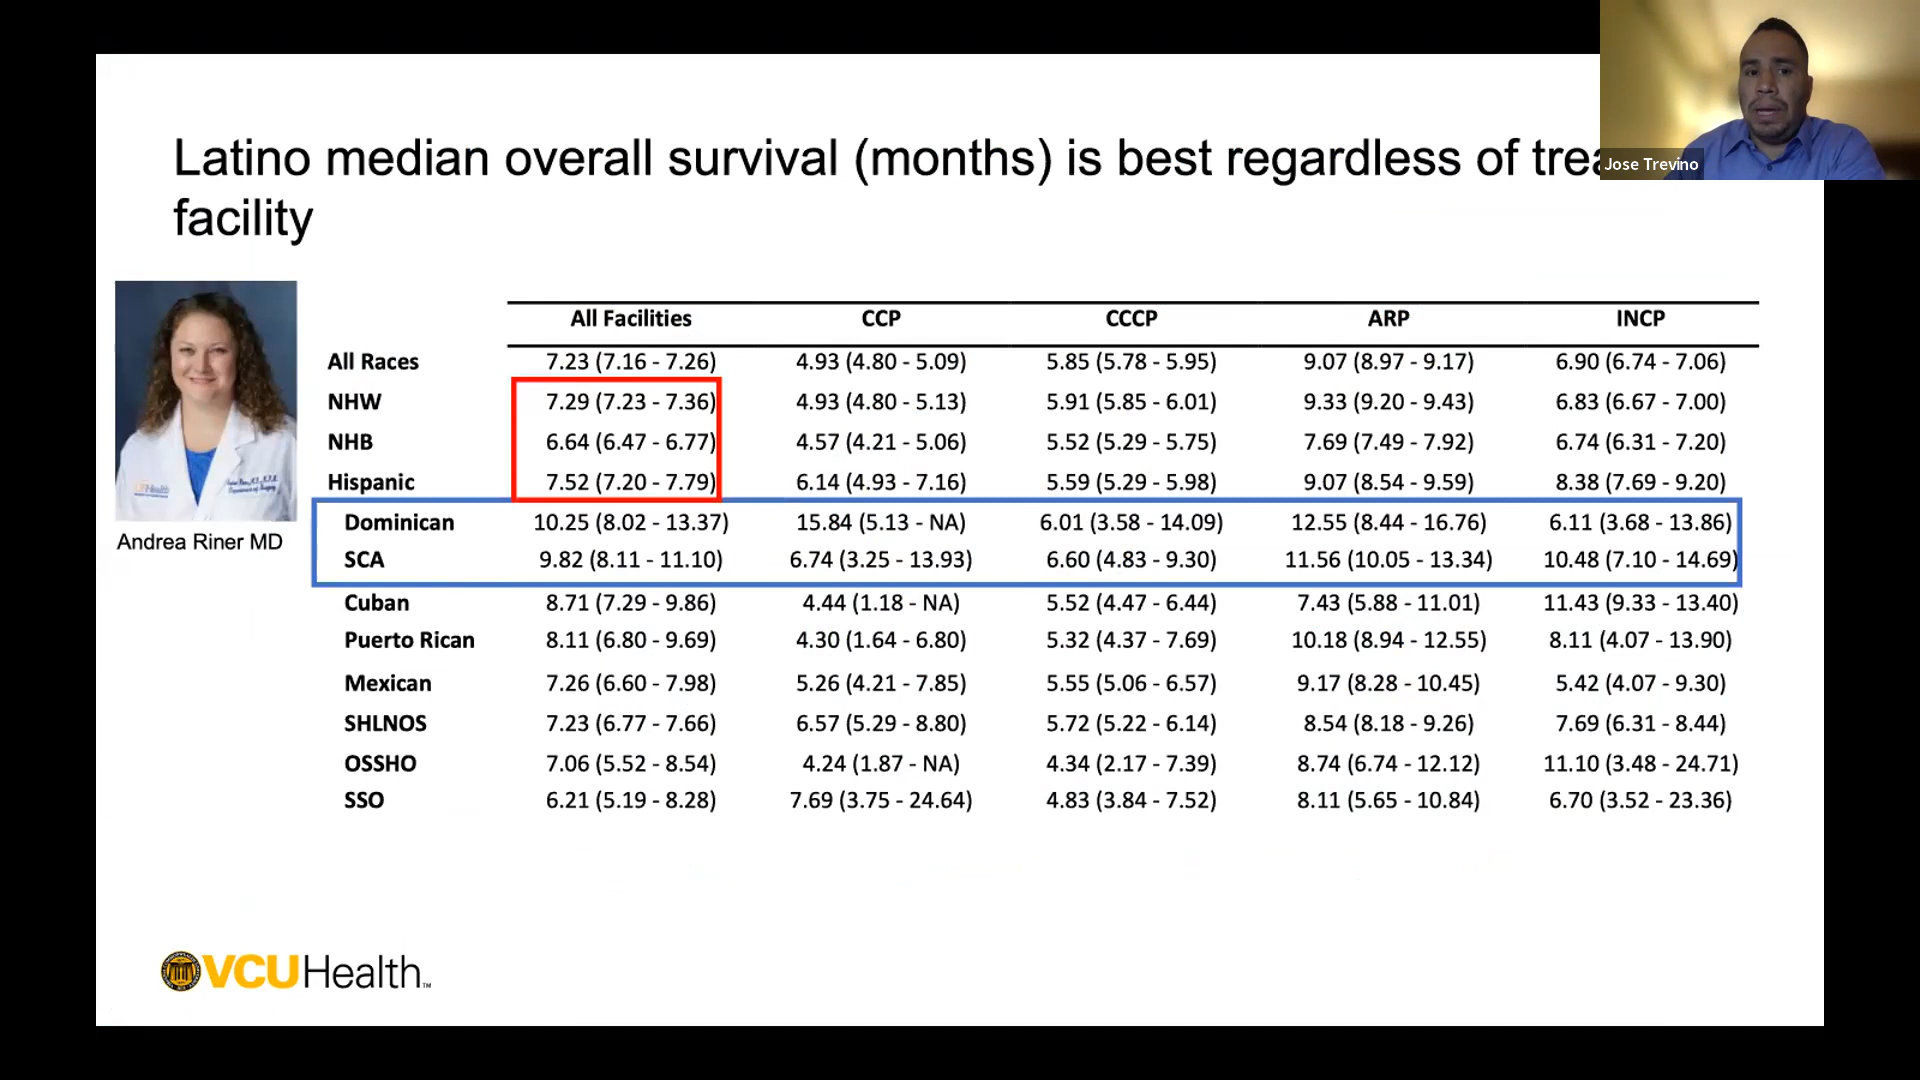 Latino median overall survival (months) is best regardless of trea
facility
Jose Trevino
All Facilities CCP CCCP ARP INCP
All Races 7.23 (7.16 - 7.26) 4.93 (4.80 - 5.09) 5.85 (5.78 - 5.95) 9.07 (8.97 - 9.17) 6.90 (6.74 - 7.06)
NHW 7.29 (7.23 - 7.36) 4.93 (4.80 - 5.13) 5.91 (5.85 - 6.01) 9.33 (9.20 - 9.43) 6.83 (6.67 - 7.00)
NHB 6.64 (6.47 - 6.77) 4.57 (4.21 - 5.06) 5.52 (5.29 - 5.75) 7.69 (7.49 - 7.92) 6.74 (6.31 - 7.20)
Hispanic 7.52 (7.20 - 7.79) 6.14 (4.93 - 7.16) 5.59 (5.29 - 5.98) 9.07 (8.54 - 9.59) 8.38 (7.69 - 9.20)
Dominican 10.25 (8.02 - 13.37) 15.84 (5.13 - NA) 6.01 (3.58 - 14.09) 12.55 (8.44 - 16.76) 6.11 (3.68 - 13.86)
SCA 9.82 (8.11 - 11.10) 6.74 (3.25 - 13.93) 6.60 (4.83 - 9.30) 11.56 (10.05 - 13.34) 10.48 (7.10 - 14.69)
Cuban 8.71 (7.29 - 9.86) 4.44 (1.18 - NA) 5.52 (4.47 - 6.44) 7.43 (5.88 - 11.01) 11.43 (9.33 - 13.40)
Puerto Rican 8.11 (6.80 - 9.69) 4.30 (1.64 - 6.80) 5.32 (4.37 - 7.69) 10.18 (8.94 - 12.55) 8.11 (4.07 - 13.90)
Mexican 7.26 (6.60 - 7.98) 5.26 (4.21 - 7.85) 5.55 (5.06 - 6.57) 9.17 (8.28 - 10.45) 5.42 (4.07 - 9.30)
SHLNOS 7.23 (6.77 - 7.66) 6.57 (5.29 - 8.80) 5.72 (5.22 - 6.14) 8.54 (8.18 - 9.26) 7.69 (6.31 - 8.44)
OSSHO 7.06 (5.52 - 8.54) 4.24 (1.87 - NA) 4.34 (2.17 - 7.39) 8.74 (6.74 - 12.12) 11.10 (3.48 - 24.71)
SSO 6.21 (5.19 - 8.28) 7.69 (3.75 - 24.64) 4.83 (3.84 - 7.52) 8.11 (5.65 - 10.84) 6.70 (3.52 - 23.36)
Andrea Riner MD
VCUHealth™